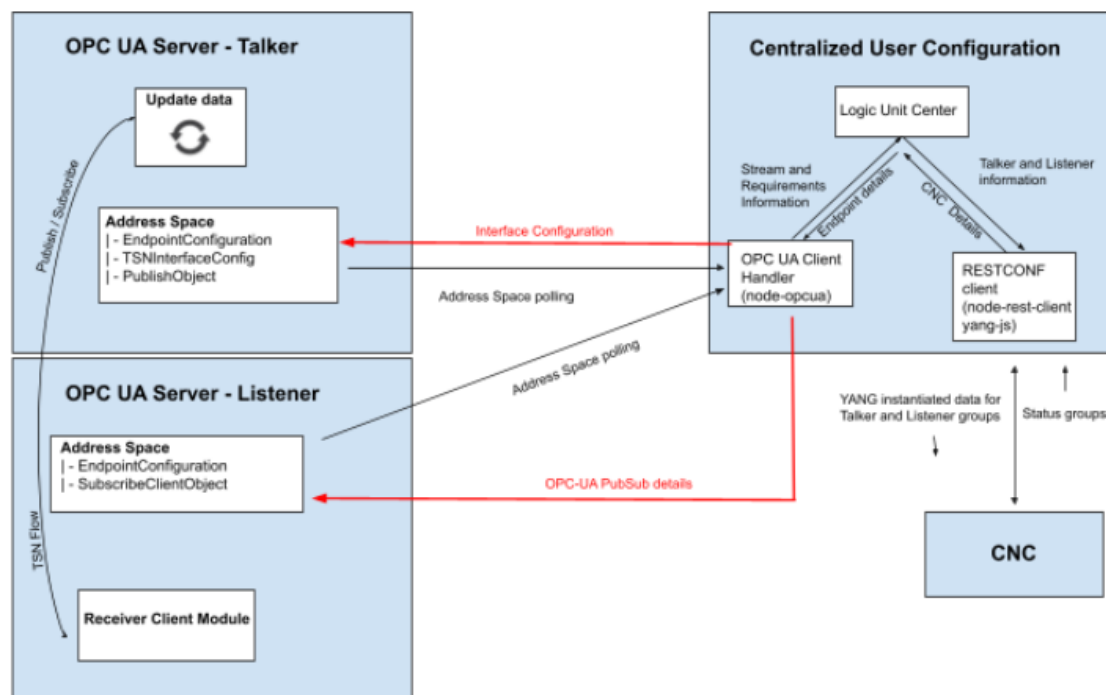 OPC UA Server - Talker
Update data
Publish / Subscribe
Address Space
| - EndpointConfiguration
| - TSNInterfaceConfig
| - PublishObject
OPC UA Server - Listener
Address Space
| - EndpointConfiguration
| - SubscribeClientObject
TSN Flow
Receiver Client Module
Interface Configuration
Address Space polling
Address Space polling
OPC-UA PubSub details
Centralized User Configuration
Logic Unit Center
Stream and
Requirements
Information
Endpoint details
CNC Details
Talker and Listener
information
OPC UA Client
Handler
(node-opcua)
RESTCONF
client
(node-rest-client
yang-js)
YANG instantiated data for
Talker and Listener groups
Status groups
CNC